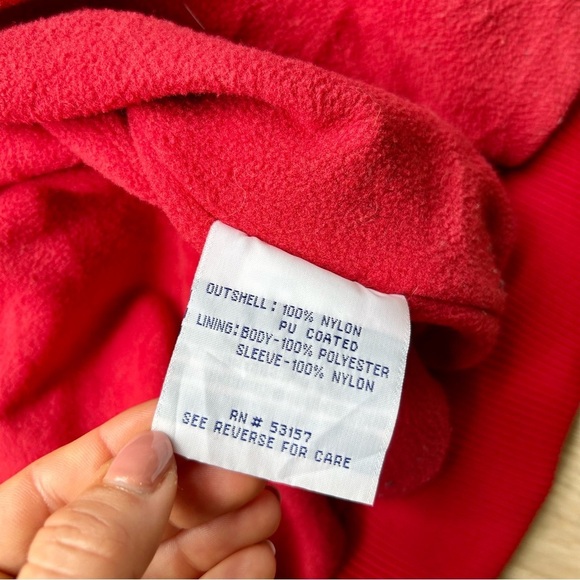 OUTSHELL: 100% NYLON
PU COATED
LINING: BODY-100% POLYESTER
SLEEVE-100% NYLON
RN# 53157
SEE REVERSE FOR CARE